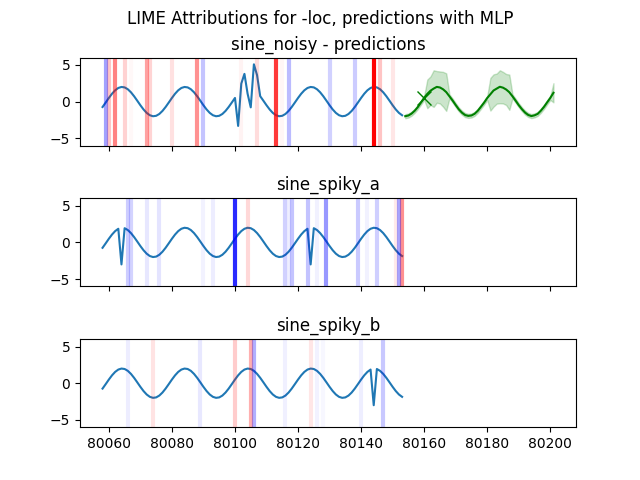 LIME Attributions for -loc, predictions with MLP
sine_noisy - predictions
5
0
−5
sine_spiky_a
5
0
−5
sine_spiky_b
5
0
−5
80060 80080 80100 80120 80140 80160 80180 80200